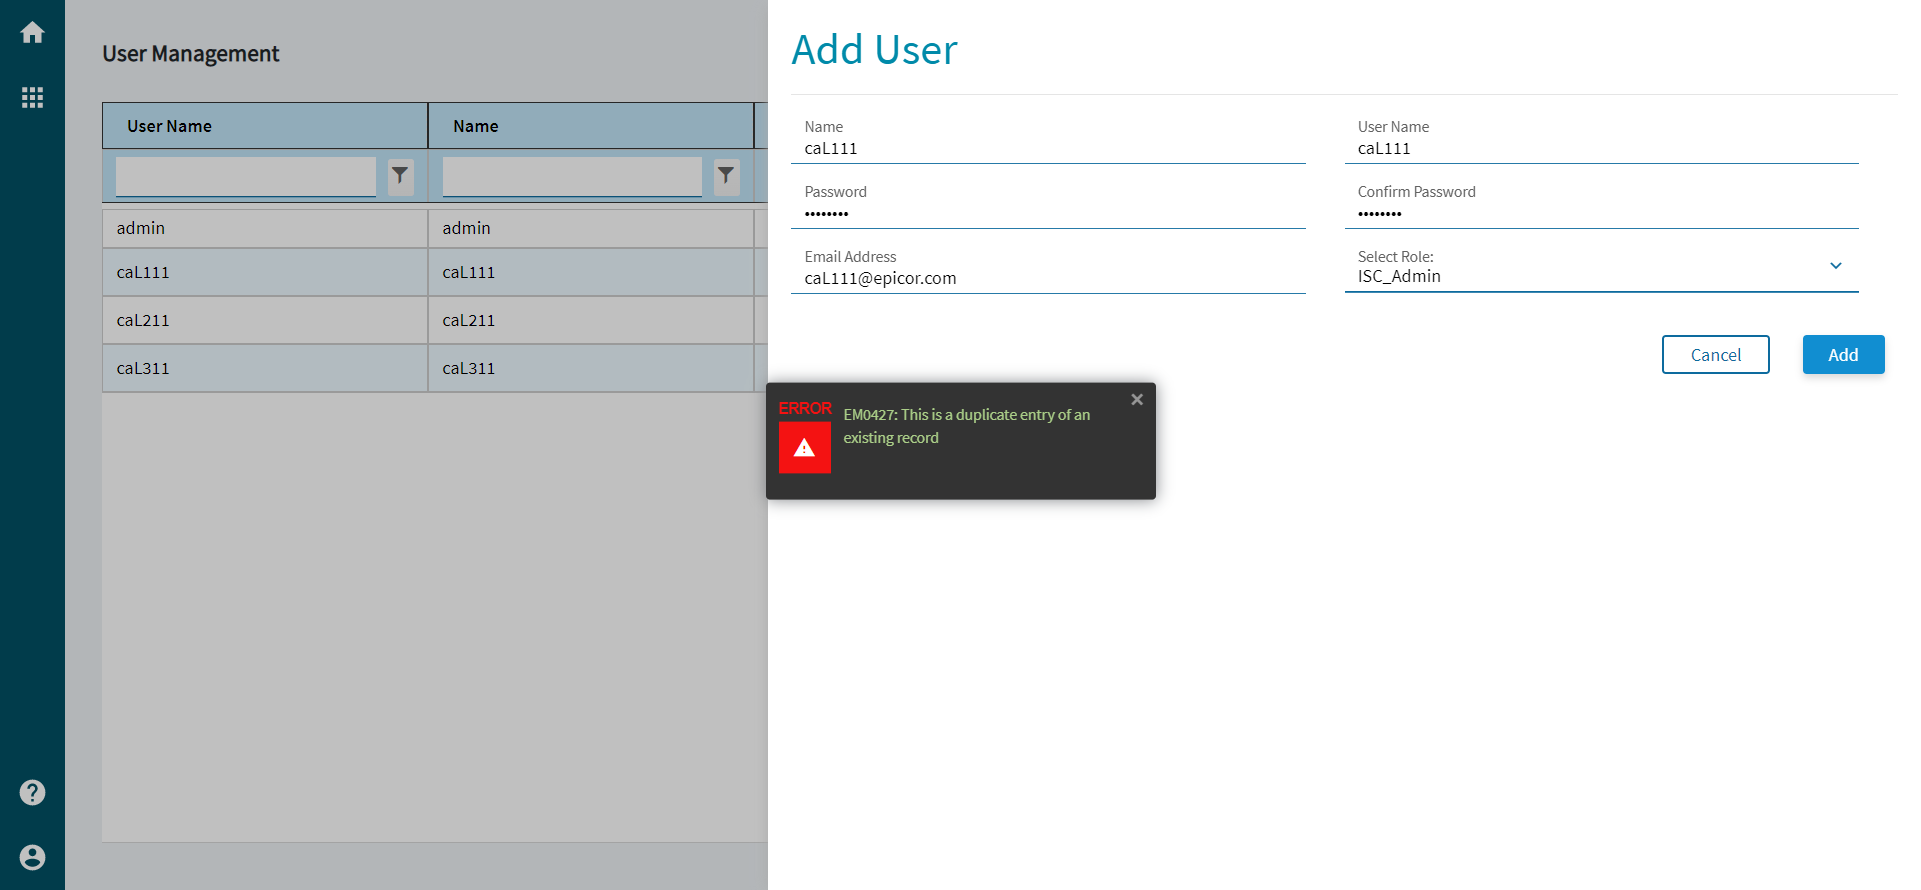 User Management
User Name Name
admin admin
caL111 caL111
caL211 caL211
caL311 caL311
Add User
Name
caL111
User Name
caL111
Password
••••••••
Confirm Password
••••••••
Email Address
caL111@epicor.com
Select Role:
ISC_Admin
Cancel Add
ERROR
EM0427: This is a duplicate entry of an
existing record